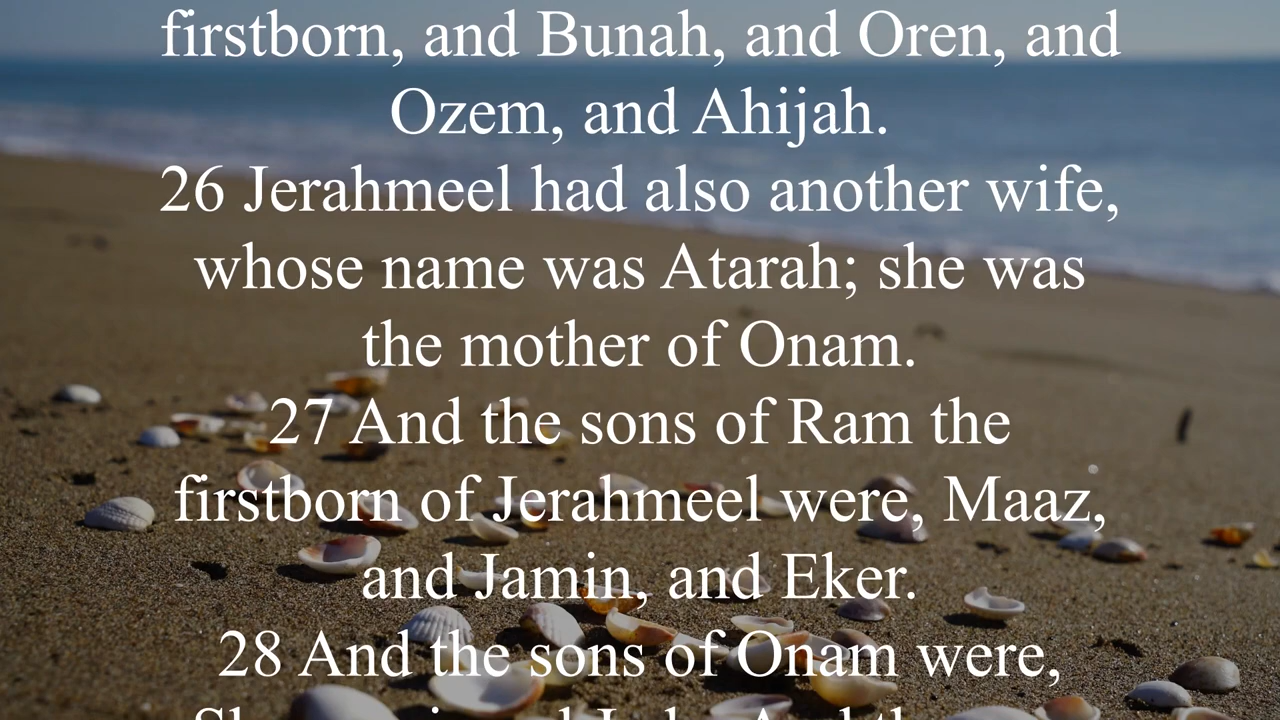 firstborn, and Bunah, and Oren, and
Ozem, and Ahijah.
26 Jerahmeel had also another wife,
whose name was Atarah; she was
the mother of Onam.
27 And the sons of Ram the
firstborn of Jerahmeel were, Maaz,
and Jamin, and Eker.
28 And the sons of Onam were,